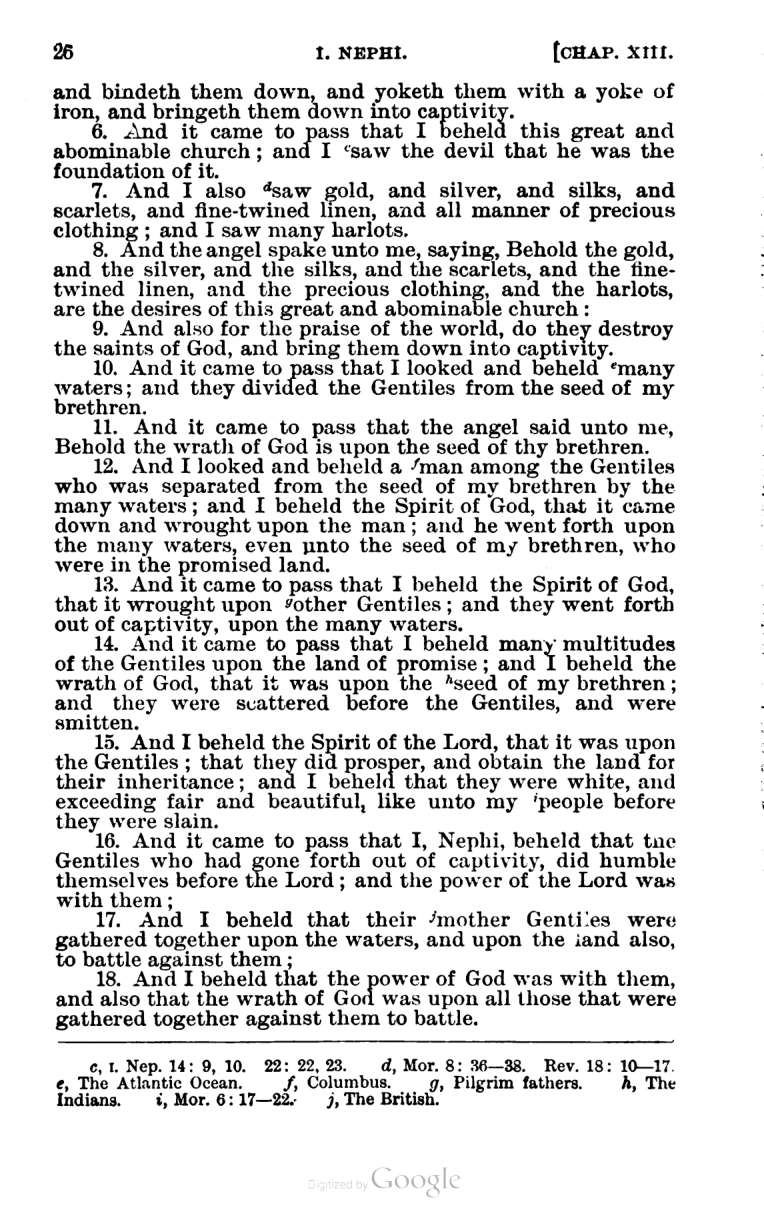 26 I. NEPHI. [CHAP. XIII.
and bindeth them down, and yoketh them with a yoke of
iron, and bringeth them down into captivity.
6. And it came to pass that I beheld this great and
abominable church; and I ᶜsaw the devil that he was the
foundation of it.
7. And I also ᵈsaw gold, and silver, and silks, and
scarlets, and fine-twined linen, and all manner of precious
clothing; and I saw many harlots.
8. And the angel spake unto me, saying, Behold the gold,
and the silver, and the silks, and the scarlets, and the fine-
twined linen, and the precious clothing, and the harlots,
are the desires of this great and abominable church:
9. And also for the praise of the world, do they destroy
the saints of God, and bring them down into captivity.
10. And it came to pass that I looked and beheld ᵉmany
waters; and they divided the Gentiles from the seed of my
brethren.
11. And it came to pass that the angel said unto me,
Behold the wrath of God is upon the seed of thy brethren.
12. And I looked and beheld a ᶠman among the Gentiles
who was separated from the seed of my brethren by the
many waters; and I beheld the Spirit of God, that it came
down and wrought upon the man; and he went forth upon
the many waters, even unto the seed of my brethren, who
were in the promised land.
13. And it came to pass that I beheld the Spirit of God,
that it wrought upon ᵍother Gentiles; and they went forth
out of captivity, upon the many waters.
14. And it came to pass that I beheld many multitudes
of the Gentiles upon the land of promise; and I beheld the
wrath of God, that it was upon the ʰseed of my brethren;
and they were scattered before the Gentiles, and were
smitten.
15. And I beheld the Spirit of the Lord, that it was upon
the Gentiles; that they did prosper, and obtain the land for
their inheritance; and I beheld that they were white, and
exceeding fair and beautiful, like unto my ⁱpeople before
they were slain.
16. And it came to pass that I, Nephi, beheld that the
Gentiles who had gone forth out of captivity, did humble
themselves before the Lord; and the power of the Lord was
with them;
17. And I beheld that their ʲmother Gentiles were
gathered together upon the waters, and upon the land also,
to battle against them;
18. And I beheld that the power of God was with them,
and also that the wrath of God was upon all those that were
gathered together against them to battle.
c, I. Nep. 14: 9, 10. 22: 22, 23. d, Mor. 8: 36—38. Rev. 18: 10—17.
e, The Atlantic Ocean. f, Columbus. g, Pilgrim fathers. h, The
Indians. i, Mor. 6: 17—22. j, The British.
Digitized by Google